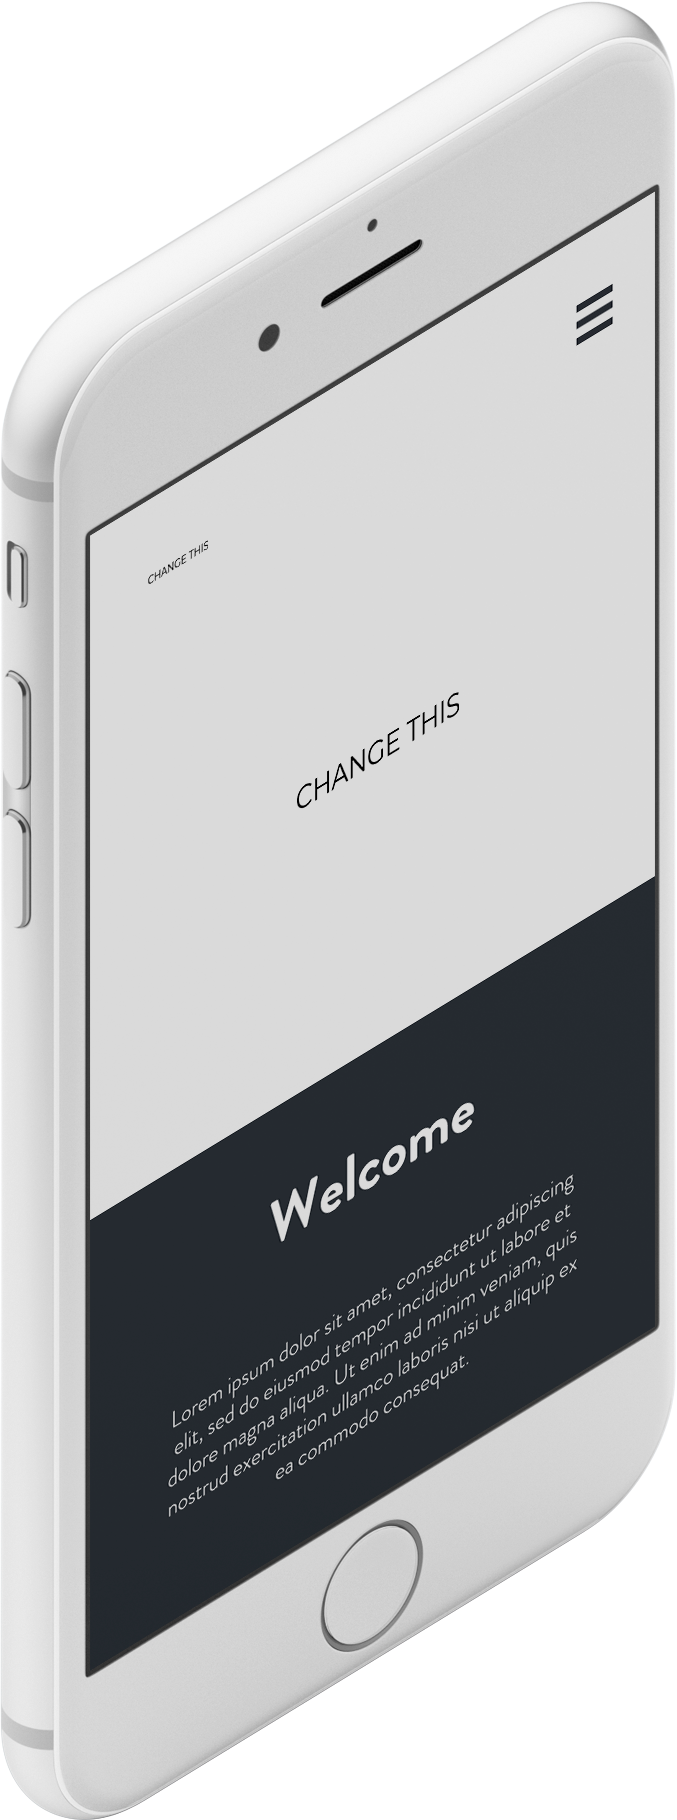 CHANGE THIS
CHANGE THIS
Welcome
Lorem ipsum dolor sit amet, consectetur adipiscing
elit, sed do eiusmod tempor incididunt ut labore et
dolore magna aliqua. Ut enim ad minim veniam, quis
nostrud exercitation ullamco laboris nisi ut aliquip ex
ea commodo consequat.